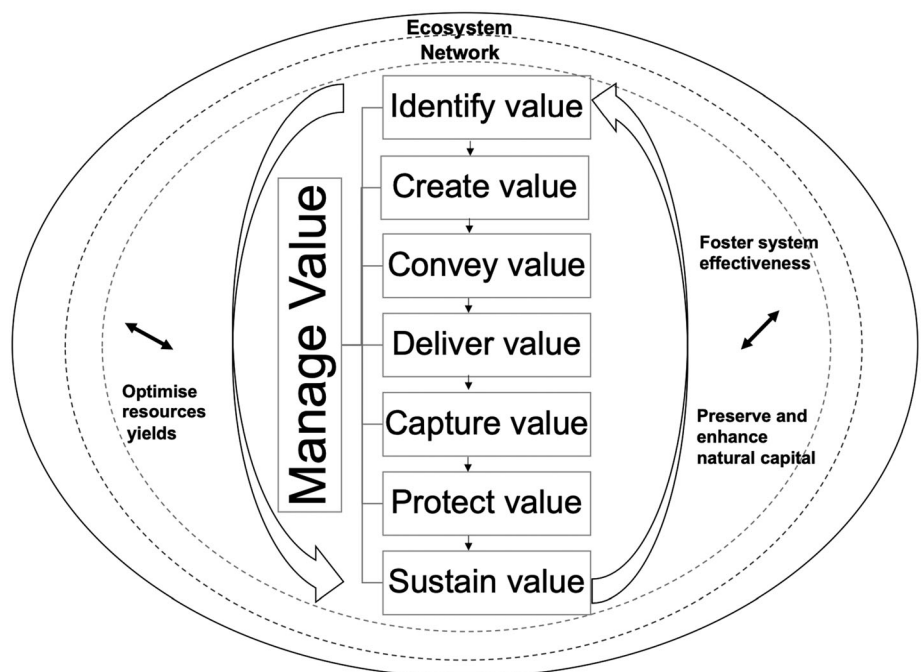 Ecosystem
Network
Identify value
Create value
Convey value
Deliver value
Capture value
Protect value
Sustain value
Manage Value
Optimise
resources
yields
Foster system
effectiveness
Preserve and
enhance
natural capital